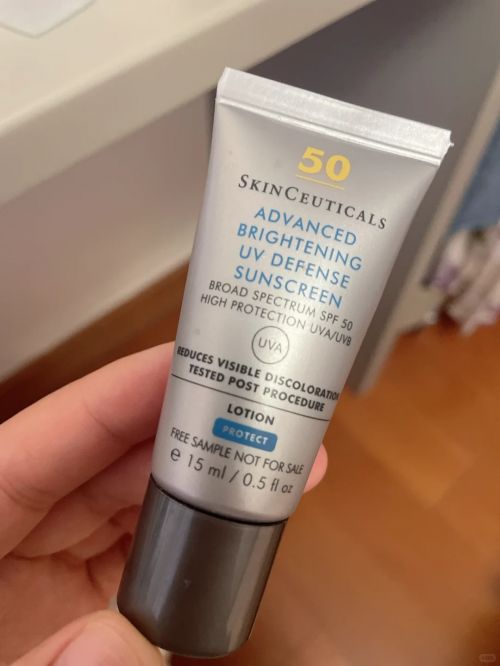 50
SKINCEUTICALS
ADVANCED
BRIGHTENING
UV DEFENSE
SUNSCREEN
BROAD SPECTRUM SPF 50
HIGH PROTECTION UVA/UVB
UVA
REDUCES VISIBLE DISCOLORATION
TESTED POST PROCEDURE
LOTION
PROTECT
FREE SAMPLE NOT FOR SALE
e 15 ml / 0.5 fl oz